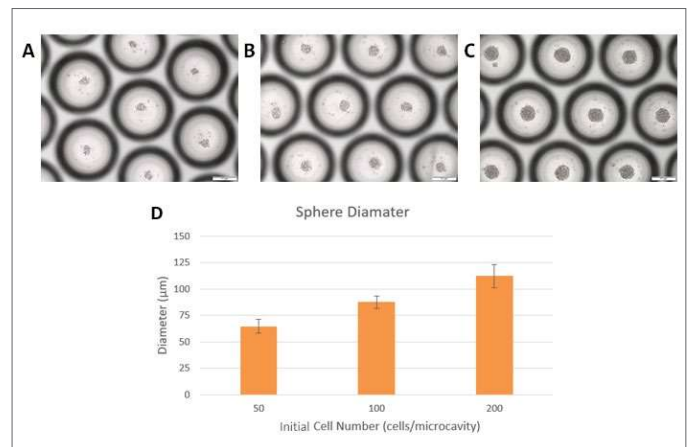 A
B
C
D
Sphere Diamater
150
125
100
75
50
25
0
Diameter (µm)
50
100
200
Initial Cell Number (cells/microcavity)